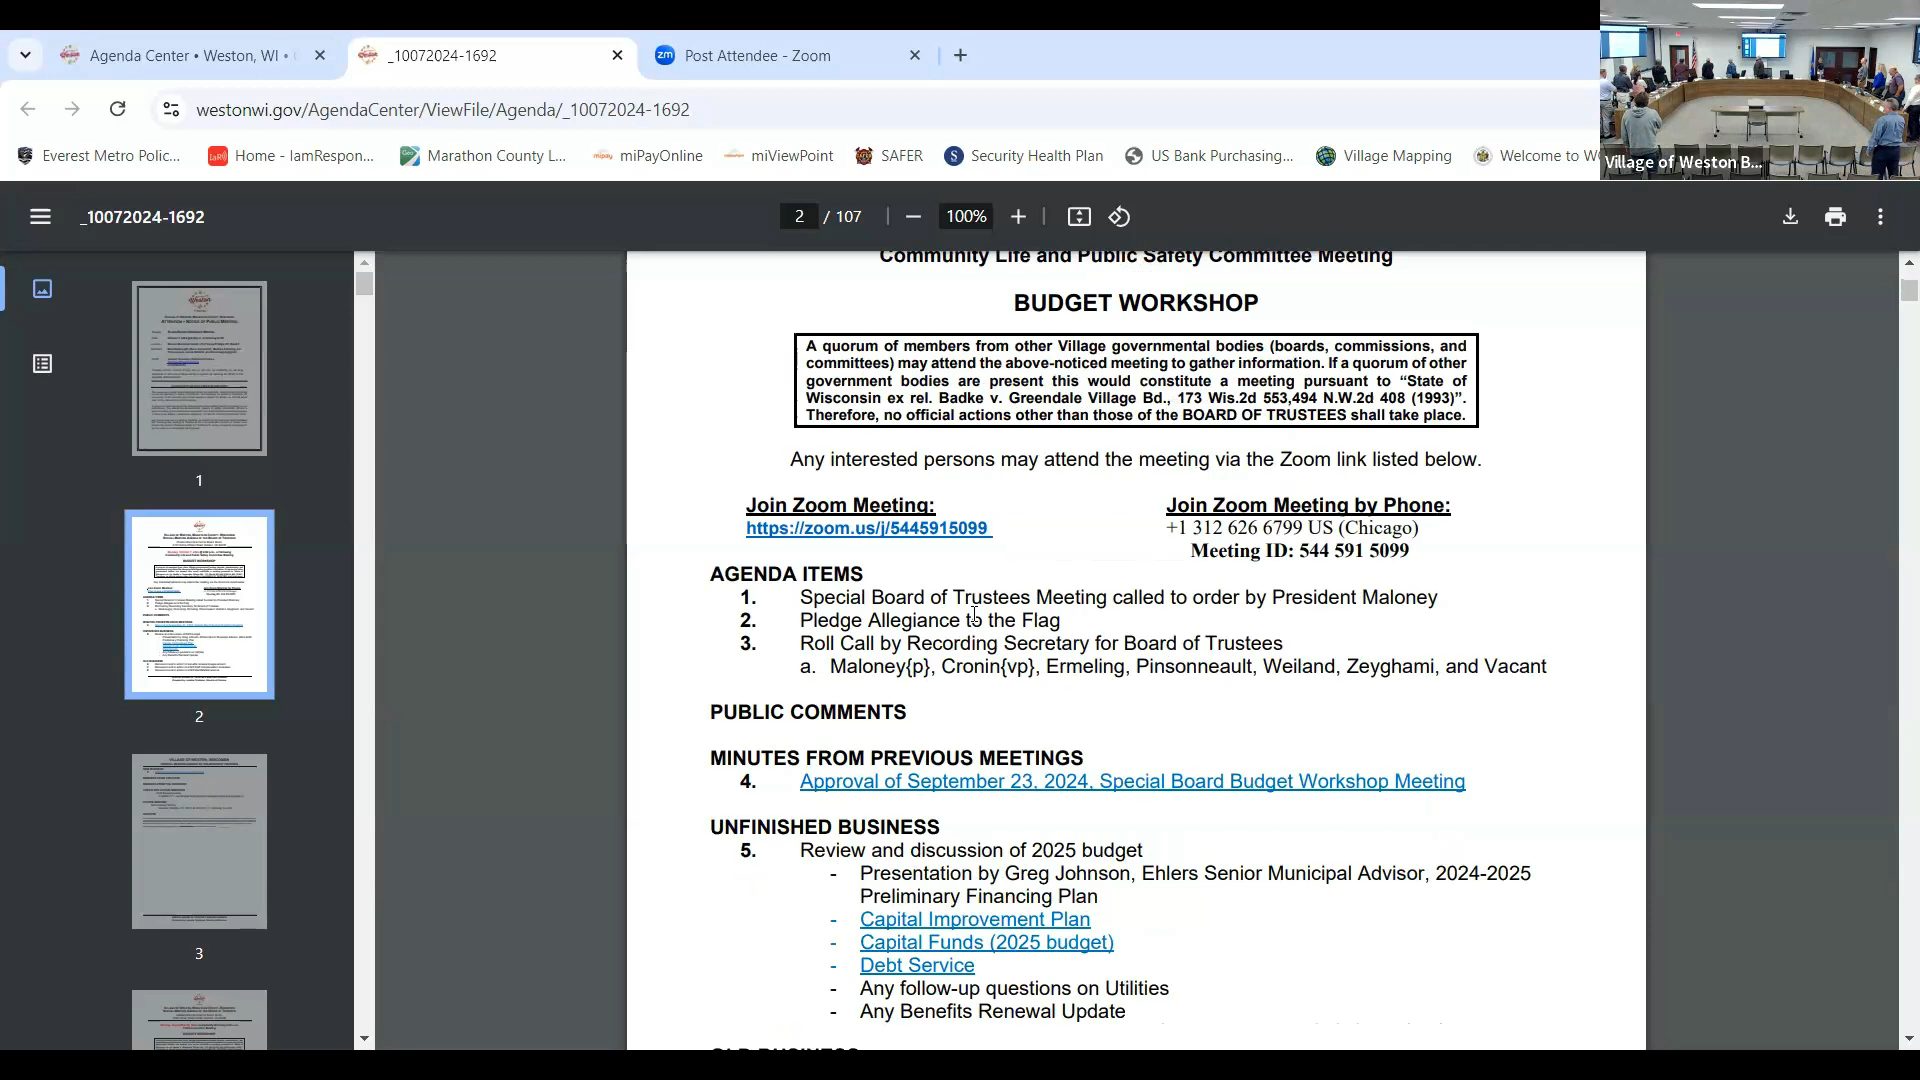 Agenda Center • Weston, WI •
_10072024-1692
Post Attendee - Zoom
westonwi.gov/AgendaCenter/ViewFile/Agenda/_10072024-1692
Everest Metro Polic...
Home - IamRespon...
Marathon County L...
miPayOnline
miViewPoint
SAFER
Security Health Plan
US Bank Purchasing...
Village Mapping
Welcome to W
Village of Weston B...
_10072024-1692
2 / 107
100%
1
2
3
Community Life and Public Safety Committee Meeting
BUDGET WORKSHOP
A quorum of members from other Village governmental bodies (boards, commissions, and
committees) may attend the above-noticed meeting to gather information. If a quorum of other
government bodies are present this would constitute a meeting pursuant to “State of
Wisconsin ex rel. Badke v. Greendale Village Bd., 173 Wis.2d 553,494 N.W.2d 408 (1993)”.
Therefore, no official actions other than those of the BOARD OF TRUSTEES shall take place.
Any interested persons may attend the meeting via the Zoom link listed below.
Join Zoom Meeting:
https://zoom.us/j/5445915099
Join Zoom Meeting by Phone:
+1 312 626 6799 US (Chicago)
Meeting ID: 544 591 5099
AGENDA ITEMS
1. Special Board of Trustees Meeting called to order by President Maloney
2. Pledge Allegiance to the Flag
3. Roll Call by Recording Secretary for Board of Trustees
a. Maloney{p}, Cronin{vp}, Ermeling, Pinsonneault, Weiland, Zeyghami, and Vacant
PUBLIC COMMENTS
MINUTES FROM PREVIOUS MEETINGS
4. Approval of September 23, 2024, Special Board Budget Workshop Meeting
UNFINISHED BUSINESS
5. Review and discussion of 2025 budget
- Presentation by Greg Johnson, Ehlers Senior Municipal Advisor, 2024-2025
Preliminary Financing Plan
- Capital Improvement Plan
- Capital Funds (2025 budget)
- Debt Service
- Any follow-up questions on Utilities
- Any Benefits Renewal Update